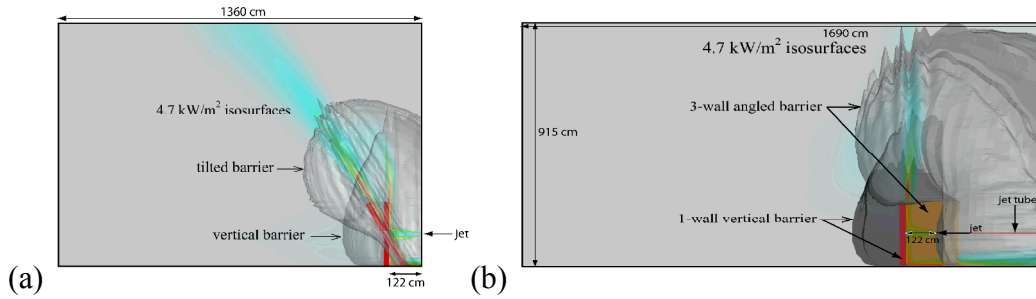 1360 cm
4.7 kW/m² isosurfaces
tilted barrier
vertical barrier
jet
122 cm
(a)
1690 cm
4.7 kW/m² isosurfaces
3-wall angled barrier
915 cm
jet tube
1-wall vertical barrier
jet
122 cm
(b)